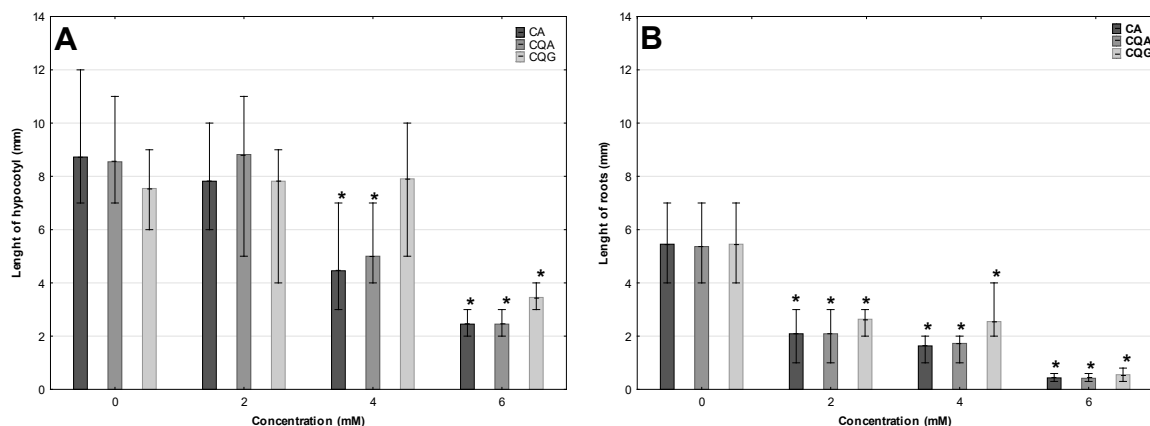 A
CA
CQA
CQG
14
12
10
8
6
4
2
0
Lenght of hypocotyl (mm)
* *
* * *
0 2 4 6
Concentration (mM)
B
CA
CQA
CQG
14
12
10
8
6
4
2
0
Lenght of roots (mm)
* * *
* * *
* * *
0 2 4 6
Concentration (mM)